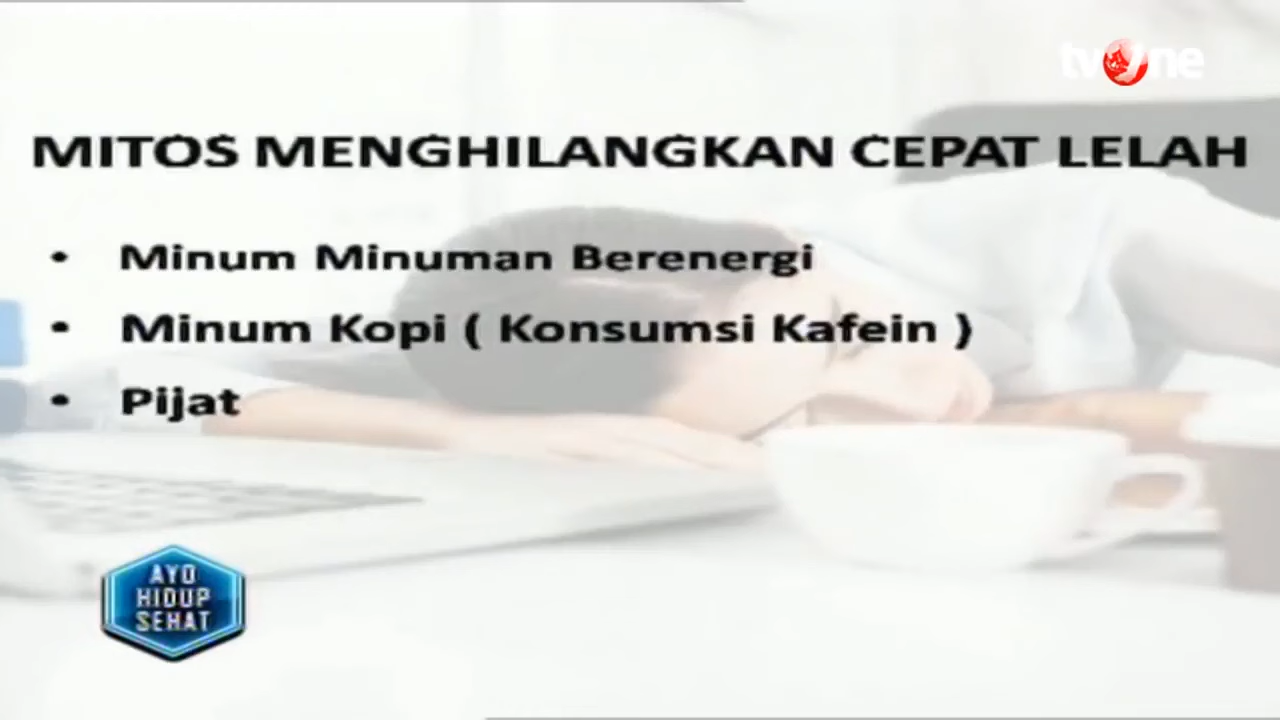 tvOne
MITOS MENGHILANGKAN CEPAT LELAH
• Minum Minuman Berenergi
• Minum Kopi ( Konsumsi Kafein )
• Pijat
AYO
HIDUP
SEHAT